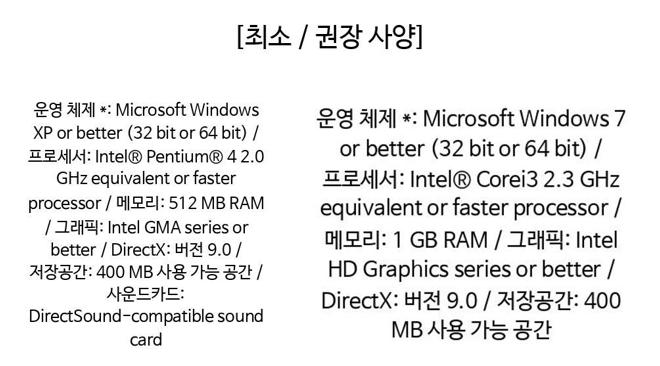 [최소 / 권장 사양]
운영 체제 *: Microsoft Windows
XP or better (32 bit or 64 bit) /
프로세서: Intel® Pentium® 4 2.0
GHz equivalent or faster
processor / 메모리: 512 MB RAM
/ 그래픽: Intel GMA series or
better / DirectX: 버전 9.0 /
저장공간: 400 MB 사용 가능 공간 /
사운드카드:
DirectSound-compatible sound
card
운영 체제 *: Microsoft Windows 7
or better (32 bit or 64 bit) /
프로세서: Intel® Corei3 2.3 GHz
equivalent or faster processor /
메모리: 1 GB RAM / 그래픽: Intel
HD Graphics series or better /
DirectX: 버전 9.0 / 저장공간: 400
MB 사용 가능 공간